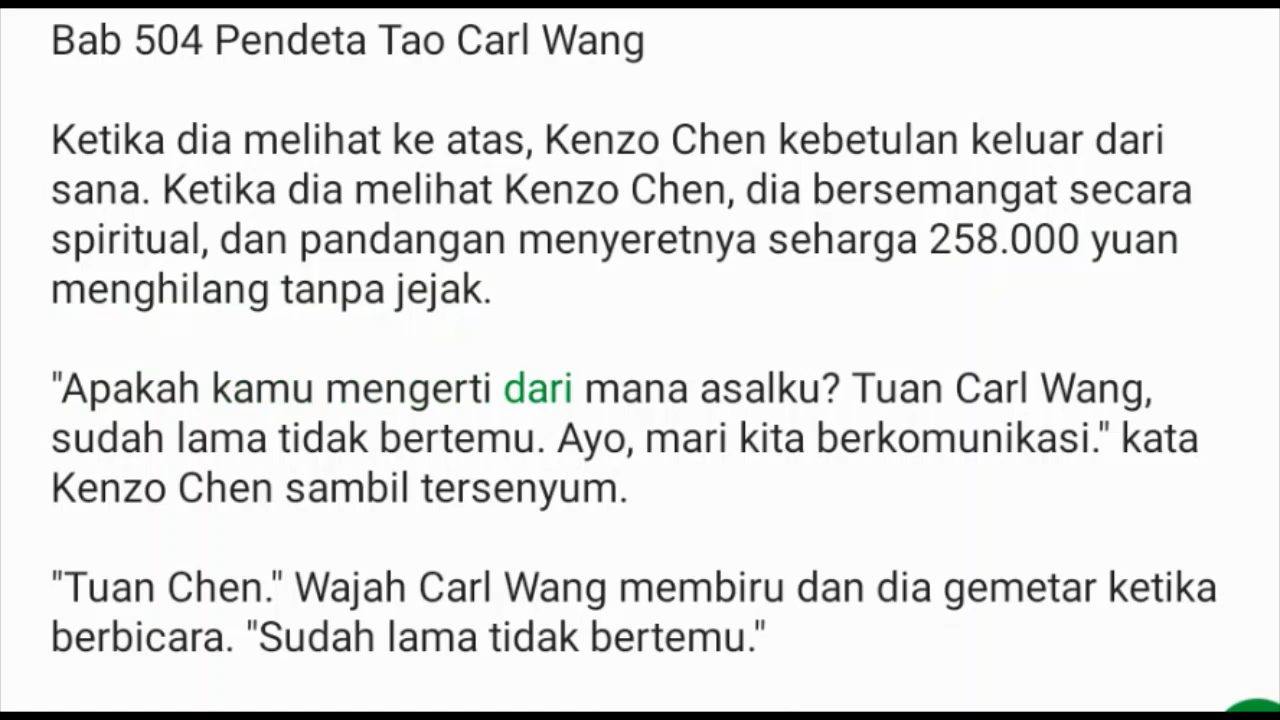 Bab 504 Pendeta Tao Carl Wang
Ketika dia melihat ke atas, Kenzo Chen kebetulan keluar dari
sana. Ketika dia melihat Kenzo Chen, dia bersemangat secara
spiritual, dan pandangan menyeretnya seharga 258.000 yuan
menghilang tanpa jejak.
"Apakah kamu mengerti dari mana asalku? Tuan Carl Wang,
sudah lama tidak bertemu. Ayo, mari kita berkomunikasi." kata
Kenzo Chen sambil tersenyum.
"Tuan Chen." Wajah Carl Wang membiru dan dia gemetar ketika
berbicara. "Sudah lama tidak bertemu."